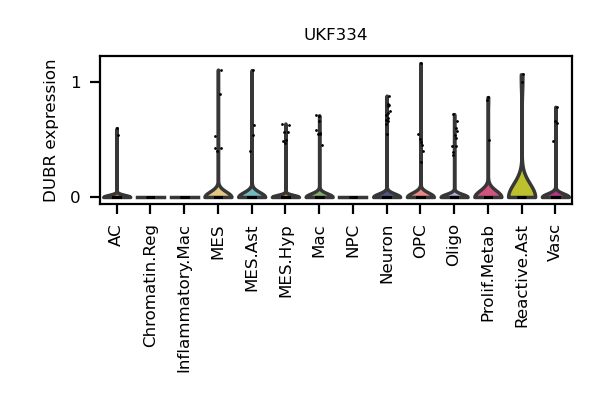 UKF334
DUBR expression
1
0
AC
Chromatin.Reg
Inflammatory.Mac
MES
MES.Ast
MES.Hyp
Mac
NPC
Neuron
OPC
Oligo
Prolif.Metab
Reactive.Ast
Vasc